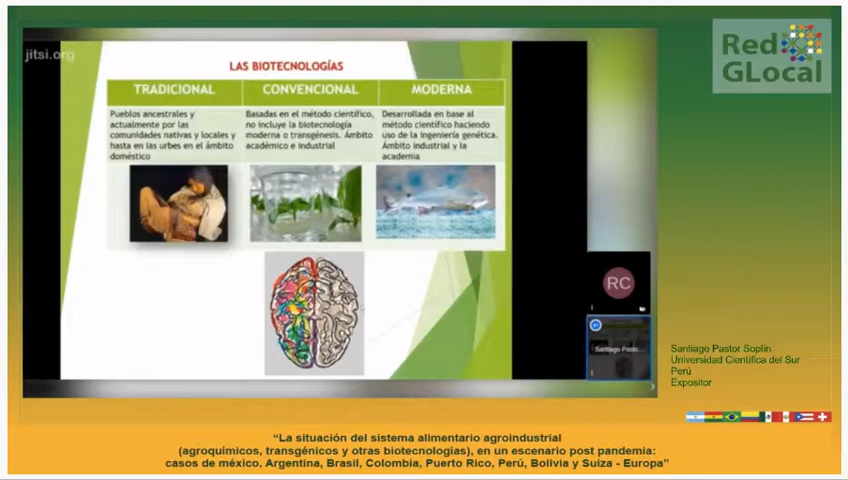 jitsi.org
Red
GLocal
LAS BIOTECNOLOGÍAS
TRADICIONAL
Pueblos ancestrales y
actualmente por las
comunidades nativas y locales y
hasta en las urbes en el ámbito
doméstico
CONVENCIONAL
Basadas en el método científico,
no incluye la biotecnología
moderna o transgénesis. Ámbito
académico e industrial
MODERNA
Desarrollada en base al
método científico haciendo
uso de la ingeniería genética.
Ámbito industrial y la
academia
RC
Santiago Pasto...
Santiago Pastor Soplín
Universidad Científica del Sur
Perú
Expositor
“La situación del sistema alimentario agroindustrial
(agroquímicos, transgénicos y otras biotecnologías), en un escenario post pandemia:
casos de méxico, Argentina, Brasil, Colombia, Puerto Rico, Perú, Bolivia y Suiza - Europa”